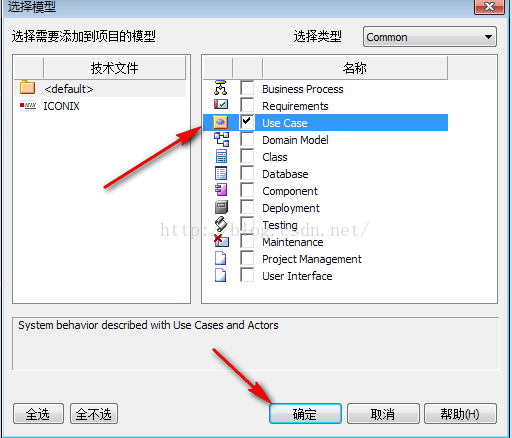 选择模型
选择需要添加到项目的模型
选择类型
Common
技术文件
名称
<default>
ICONIX
Business Process
Requirements
Use Case
Domain Model
Class
Database
Component
Deployment
Testing
http://blog.csdn.net/
Maintenance
Project Management
User Interface
System behavior described with Use Cases and Actors
全选
全不选
确定
取消
帮助(H)